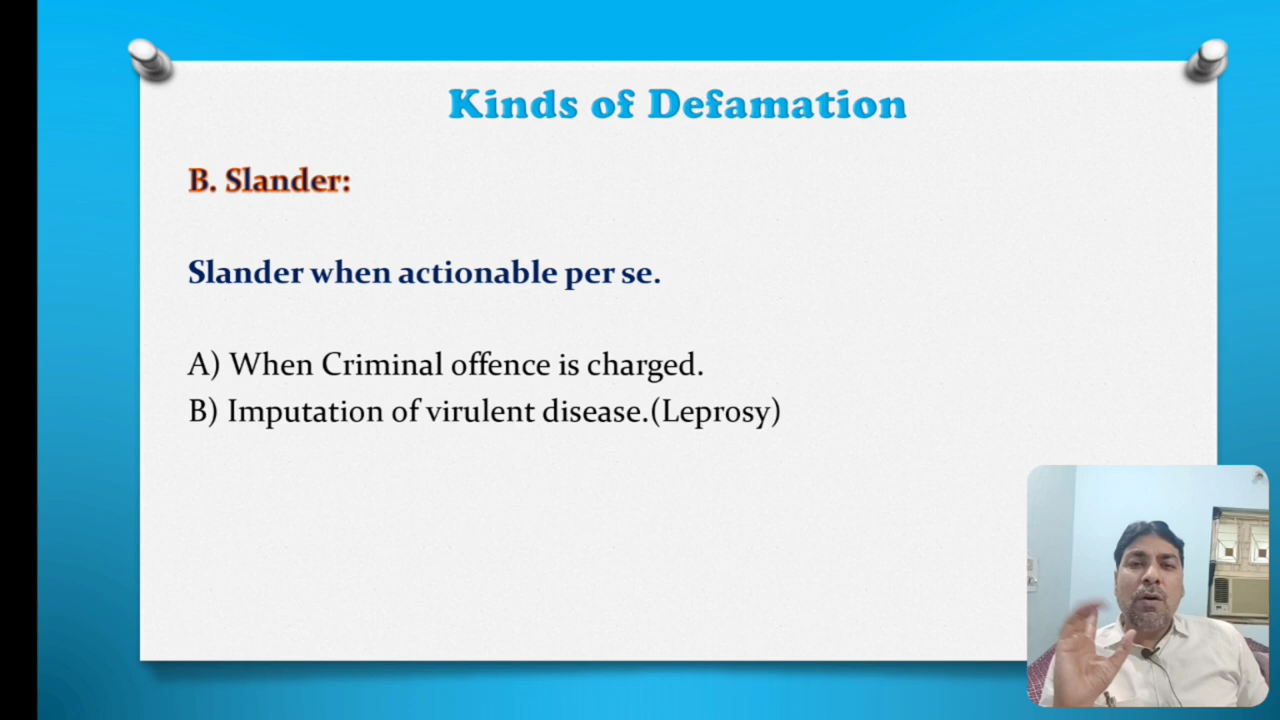 Kinds of Defamation
B. Slander:
Slander when actionable per se.
A) When Criminal offence is charged.
B) Imputation of virulent disease.(Leprosy)